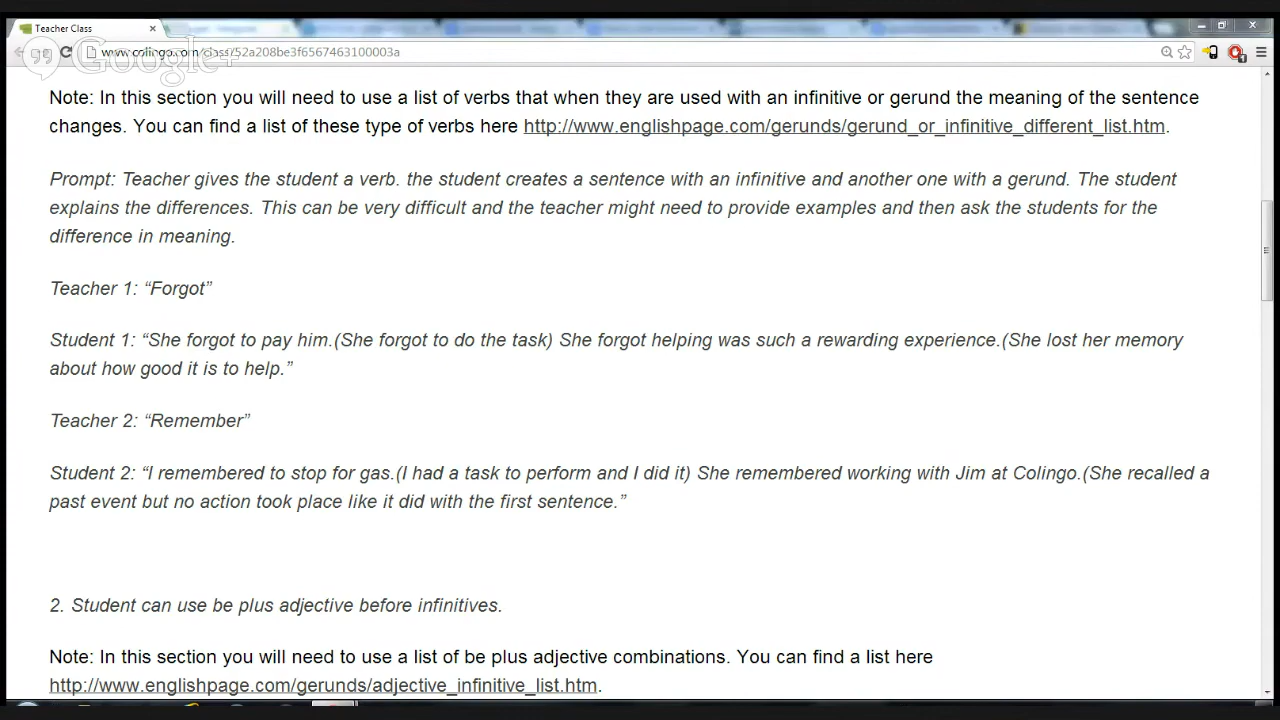 Teacher Class
www.colingo.com/class/52a208be3f6567463100003a
Google+
Note: In this section you will need to use a list of verbs that when they are used with an infinitive or gerund the meaning of the sentence
changes. You can find a list of these type of verbs here http://www.englishpage.com/gerunds/gerund_or_infinitive_different_list.htm.
Prompt: Teacher gives the student a verb. the student creates a sentence with an infinitive and another one with a gerund. The student
explains the differences. This can be very difficult and the teacher might need to provide examples and then ask the students for the
difference in meaning.
Teacher 1: “Forgot”
Student 1: “She forgot to pay him.(She forgot to do the task) She forgot helping was such a rewarding experience.(She lost her memory
about how good it is to help.”
Teacher 2: “Remember”
Student 2: “I remembered to stop for gas.(I had a task to perform and I did it) She remembered working with Jim at Colingo.(She recalled a
past event but no action took place like it did with the first sentence.”
2. Student can use be plus adjective before infinitives.
Note: In this section you will need to use a list of be plus adjective combinations. You can find a list here
http://www.englishpage.com/gerunds/adjective_infinitive_list.htm.